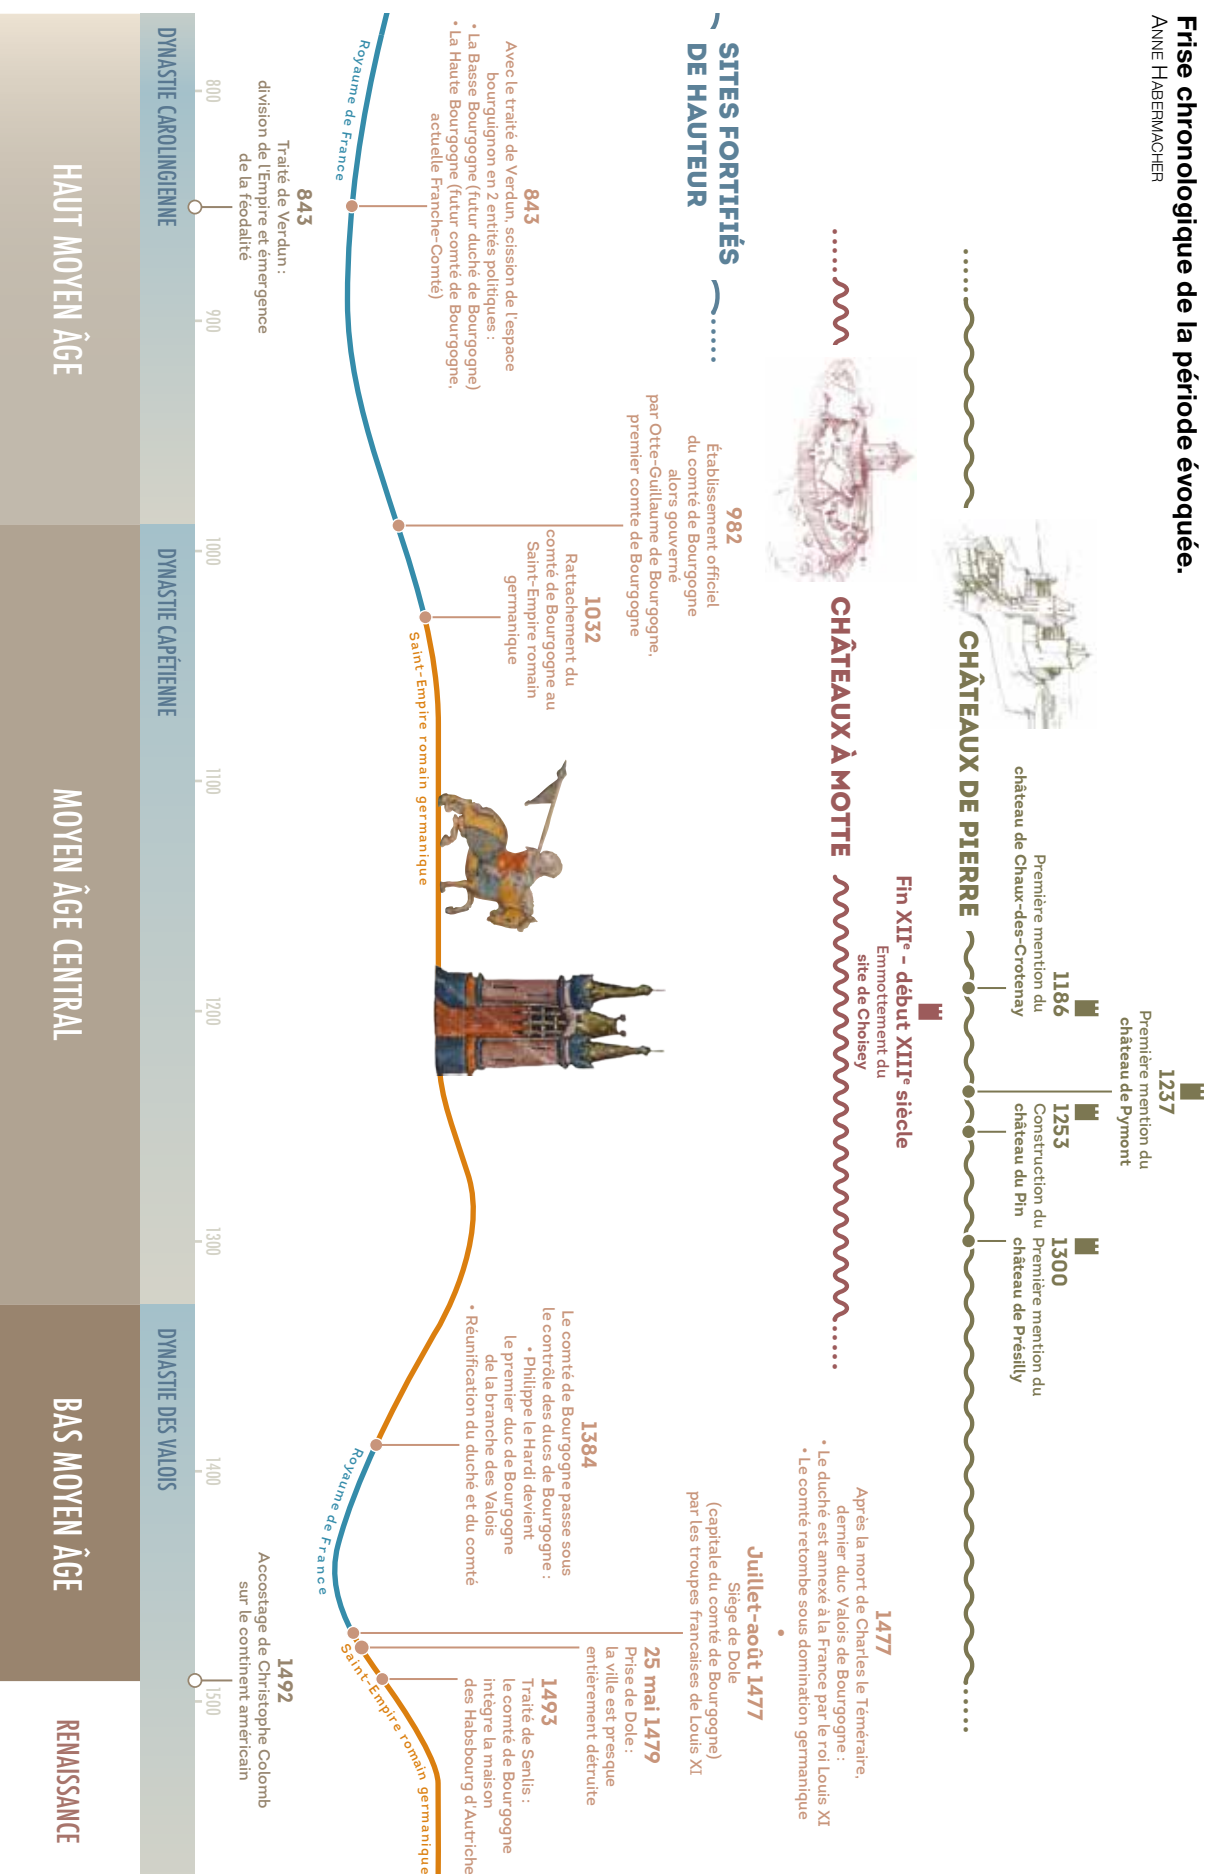 Frise chronologique de la période évoquée.
ANNE HABERMACHER
1237
Première mention du
château de Pymont
1186
Première mention du
château de Chaux-des-Crotenay
1253
Construction du
château du Pin
1300
Première mention du
château de Présilly
CHÂTEAUX DE PIERRE
Fin XIIe – début XIIIe siècle
Emmottement du
site de Choisey
CHÂTEAUX À MOTTE
SITES FORTIFIÉS
DE HAUTEUR
843
Avec le traité de Verdun, scission de l'espace
bourguignon en 2 entités politiques :
• La Basse Bourgogne (futur duché de Bourgogne)
• La Haute Bourgogne (futur comté de Bourgogne,
actuelle Franche-Comté)
982
Établissement officiel
du comté de Bourgogne
alors gouverné
par Otte-Guillaume de Bourgogne,
premier comte de Bourgogne
1032
Rattachement du
comté de Bourgogne au
Saint-Empire romain
germanique
1384
Le comté de Bourgogne passe sous
le contrôle des ducs de Bourgogne :
• Philippe le Hardi devient
le premier duc de Bourgogne
de la branche des Valois
• Réunification du duché et du comté
1477
Après la mort de Charles le Téméraire,
dernier duc Valois de Bourgogne :
• Le duché est annexé à la France par le roi Louis XI
• Le comté retombe sous domination germanique
•
Juillet-août 1477
Siège de Dole
(capitale du comté de Bourgogne)
par les troupes francaises de Louis XI
25 mai 1479
Prise de Dole :
la ville est presque
entièrement détruite
1493
Traité de Senlis :
le comté de Bourgogne
intègre la maison
des Habsbourg d'Autriche
Royaume de France
Saint-Empire romain germanique
Royaume de France
Saint-Empire romain germanique
843
Traité de Verdun :
division de l'Empire et émergence
de la féodalité
1492
Accostage de Christophe Colomb
sur le continent américain
800
900
1000
1100
1200
1300
1400
1500
DYNASTIE CAROLINGIENNE
DYNASTIE CAPÉTIENNE
DYNASTIE DES VALOIS
HAUT MOYEN ÂGE
MOYEN ÂGE CENTRAL
BAS MOYEN ÂGE
RENAISSANCE